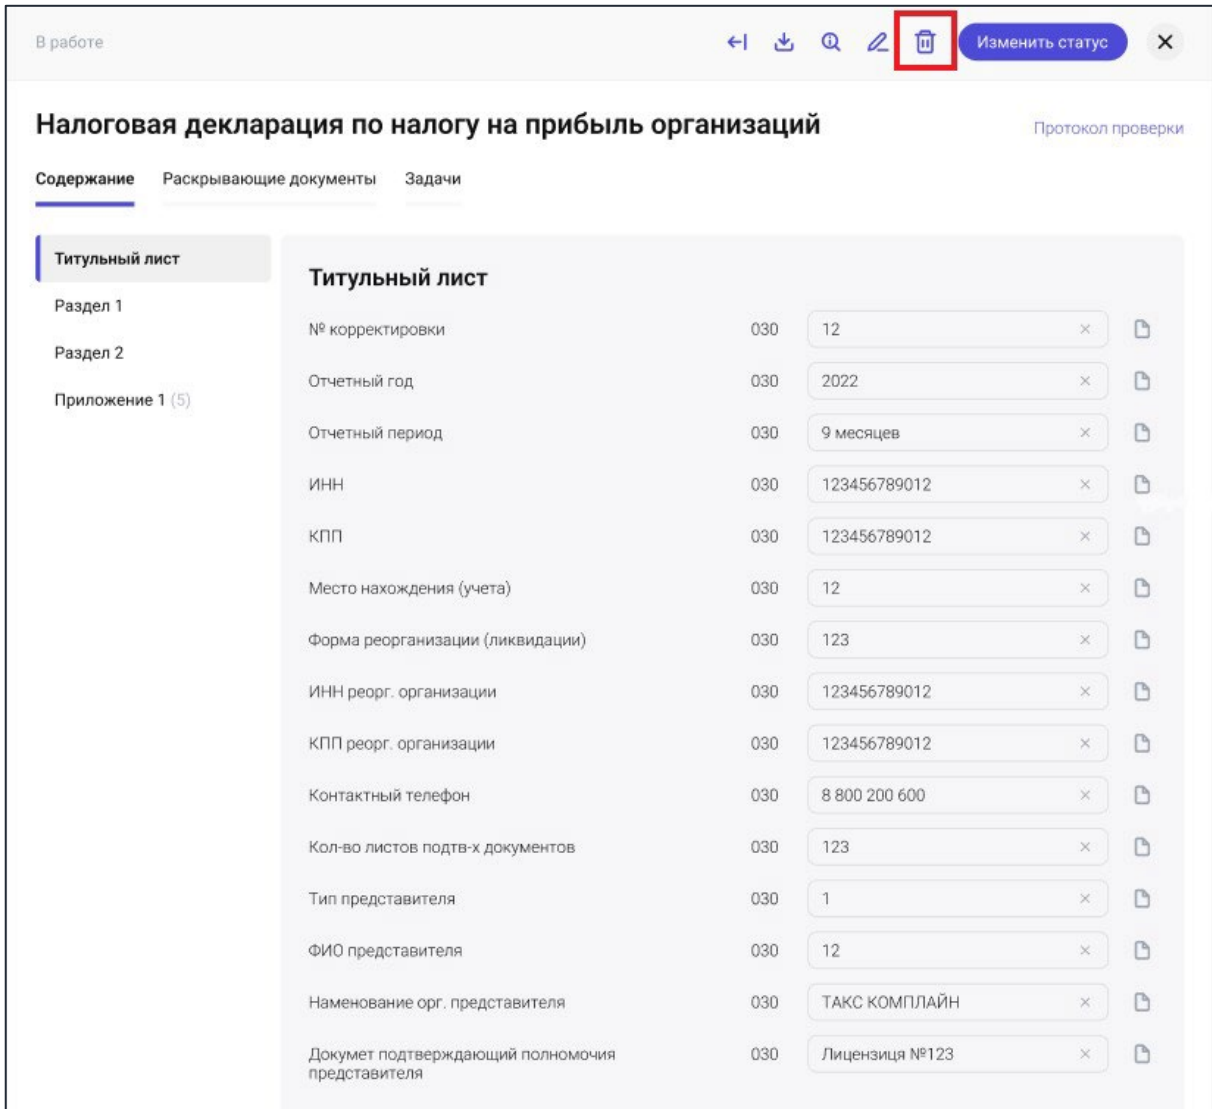 В работе
Изменить статус
Налоговая декларация по налогу на прибыль организаций
Протокол проверки
Содержание Раскрывающие документы Задачи
Титульный лист
Раздел 1
Раздел 2
Приложение 1 (5)
Титульный лист
№ корректировки 030 12
Отчетный год 030 2022
Отчетный период 030 9 месяцев
ИНН 030 123456789012
КПП 030 123456789012
Место нахождения (учета) 030 12
Форма реорганизации (ликвидации) 030 123
ИНН реорг. организации 030 123456789012
КПП реорг. организации 030 123456789012
Контактный телефон 030 8 800 200 600
Кол-во листов подтв-х документов 030 123
Тип представителя 030 1
ФИО представителя 030 12
Наменование орг. представителя 030 ТАКС КОМПЛАЙН
Докумет подтверждающий полномочия 030 Лицензиця №123
представителя